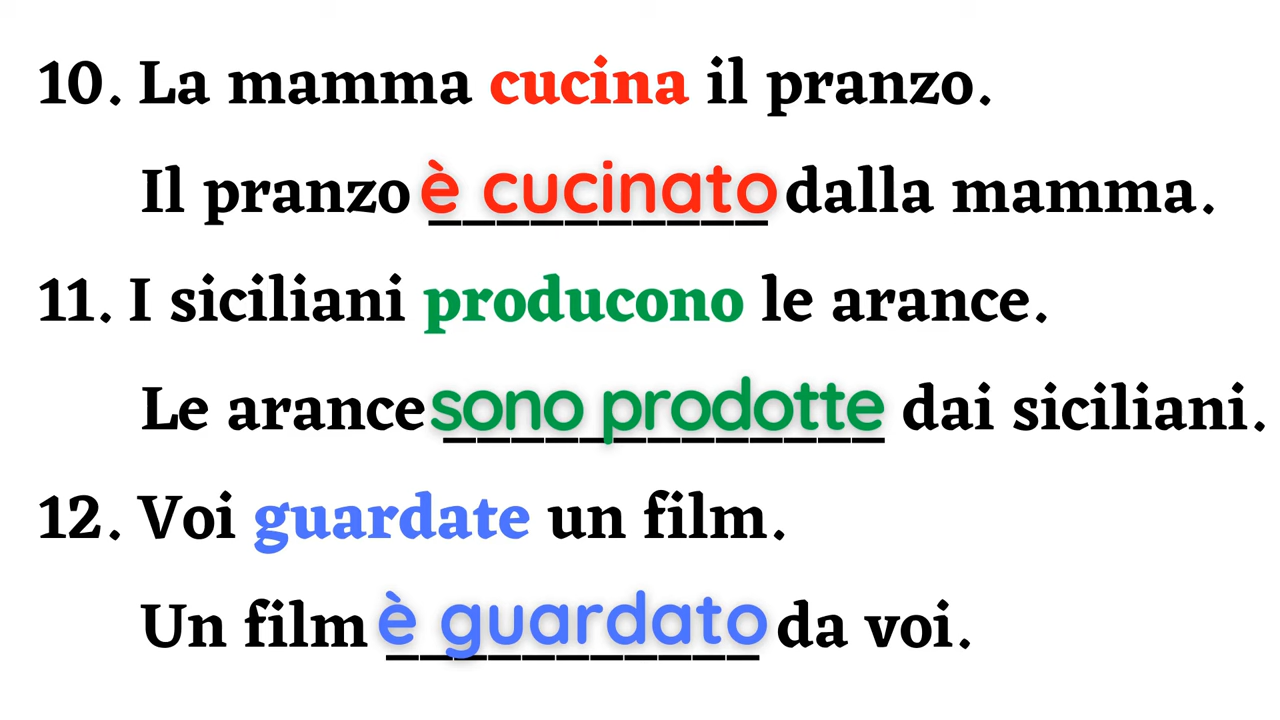 10. La mamma cucina il pranzo.
Il pranzo è cucinato dalla mamma.
11. I siciliani producono le arance.
Le arance sono prodotte dai siciliani.
12. Voi guardate un film.
Un film è guardato da voi.